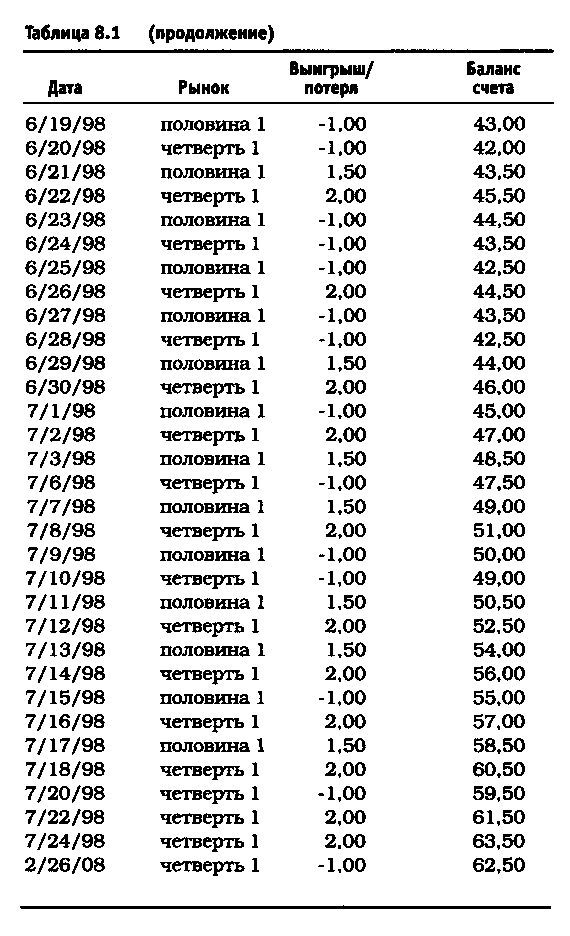 Таблица 8.1 (продолжение)
Дата Рынок Выигрыш/потеря Баланс счета
6/19/98 половина 1 -1,00 43,00
6/20/98 четверть 1 -1,00 42,00
6/21/98 половина 1 1,50 43,50
6/22/98 четверть 1 2,00 45,50
6/23/98 половина 1 -1,00 44,50
6/24/98 четверть 1 -1,00 43,50
6/25/98 половина 1 -1,00 42,50
6/26/98 четверть 1 2,00 44,50
6/27/98 половина 1 -1,00 43,50
6/28/98 четверть 1 -1,00 42,50
6/29/98 половина 1 1,50 44,00
6/30/98 четверть 1 2,00 46,00
7/1/98 половина 1 -1,00 45,00
7/2/98 четверть 1 2,00 47,00
7/3/98 половина 1 1,50 48,50
7/6/98 четверть 1 -1,00 47,50
7/7/98 половина 1 1,50 49,00
7/8/98 четверть 1 2,00 51,00
7/9/98 половина 1 -1,00 50,00
7/10/98 четверть 1 -1,00 49,00
7/11/98 половина 1 1,50 50,50
7/12/98 четверть 1 2,00 52,50
7/13/98 половина 1 1,50 54,00
7/14/98 четверть 1 2,00 56,00
7/15/98 половина 1 -1,00 55,00
7/16/98 четверть 1 2,00 57,00
7/17/98 половина 1 1,50 58,50
7/18/98 четверть 1 2,00 60,50
7/20/98 четверть 1 -1,00 59,50
7/22/98 четверть 1 2,00 61,50
7/24/98 четверть 1 2,00 63,50
2/26/08 четверть 1 -1,00 62,50